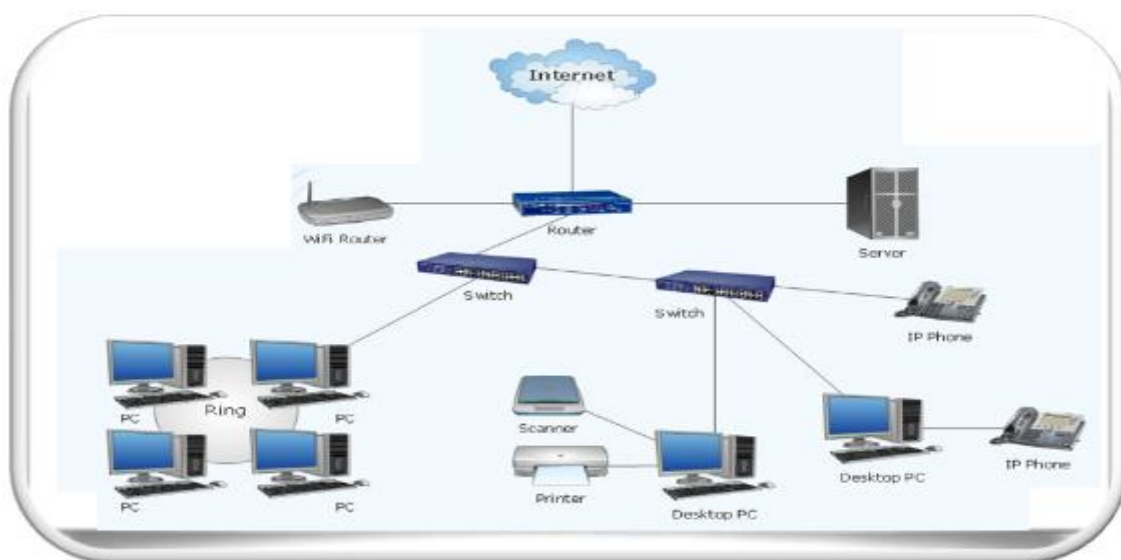 Internet
WiFi Router
Router
Server
Switch
Switch
IP Phone
PC
Ring
PC
Scanner
Desktop PC
IP Phone
PC
PC
Printer
Desktop PC